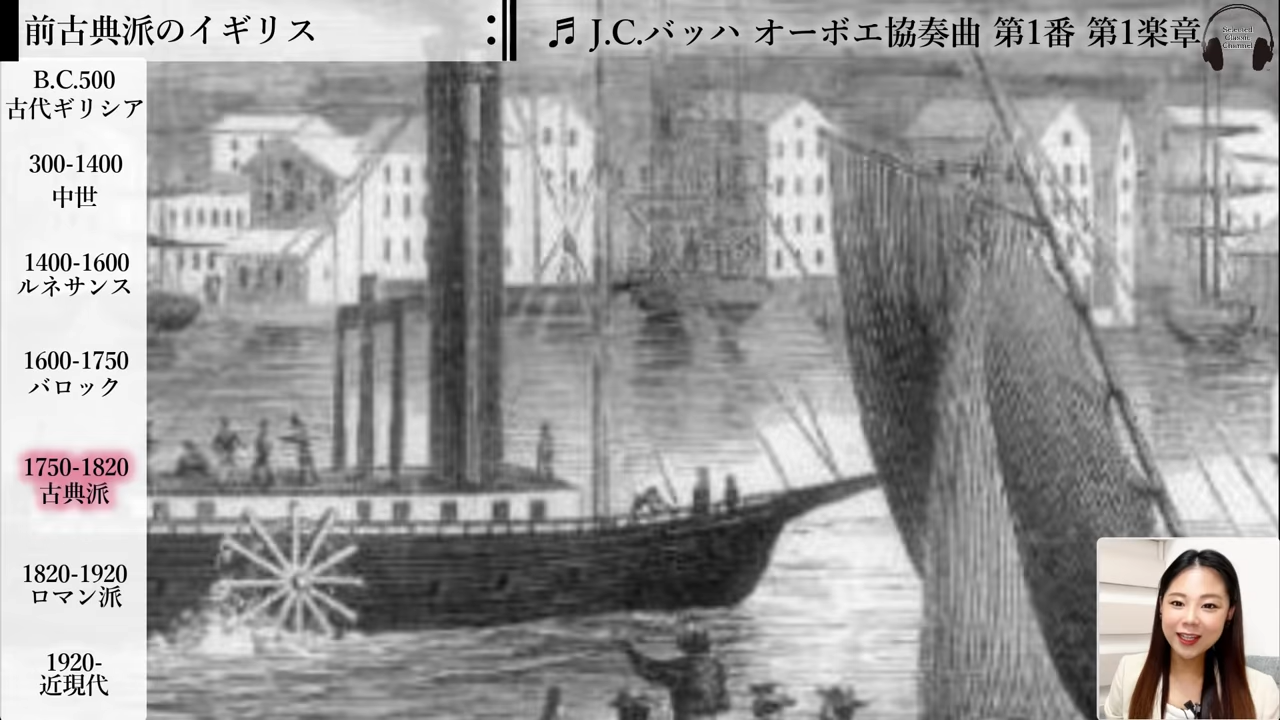 前古典派のイギリス
♬ J.C.バッハ オーボエ協奏曲 第1番 第1楽章
Selected
Classic
Channel
B.C.500
古代ギリシア
300-1400
中世
1400-1600
ルネサンス
1600-1750
バロック
1750-1820
古典派
1820-1920
ロマン派
1920-
近現代